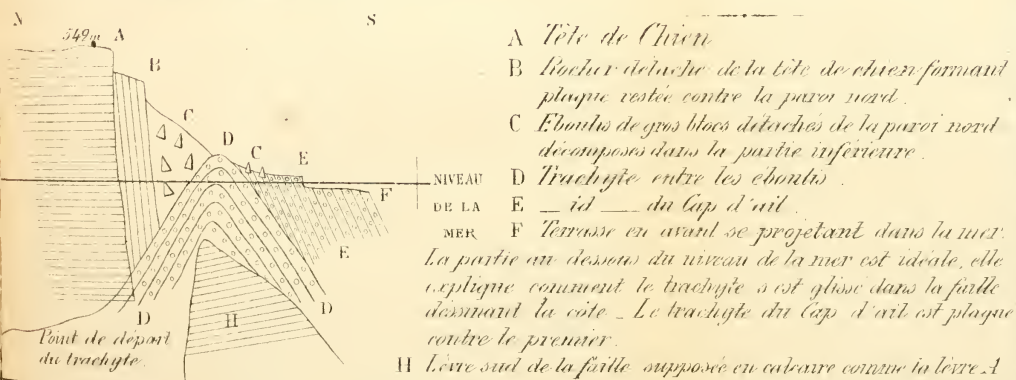 N S
549m A
B
C
D
C
E
F
E
D
D
H
Point de départ
du trachyte.
NIVEAU
DE LA
MER
A Tête de Chien
B Rocher détaché de la tête de chien formant
plaque restée contre la paroi nord.
C Eboulis de gros blocs détachés de la paroi nord
décomposés dans la partie inférieure.
D Trachyte entre les eboulis.
E _ id __ du Cap d'ail.
F Terrasse en avant se projetant dans la mer.
La partie au dessous du niveau de la mer est idéale, elle
explique comment le trachyte s'est glissé dans la faille
dessinant la côte _ Le trachyte du Cap d'ail est plaqué
contre le premier.
H Lèvre sud de la faille supposée en calcaire comme la lèvre A